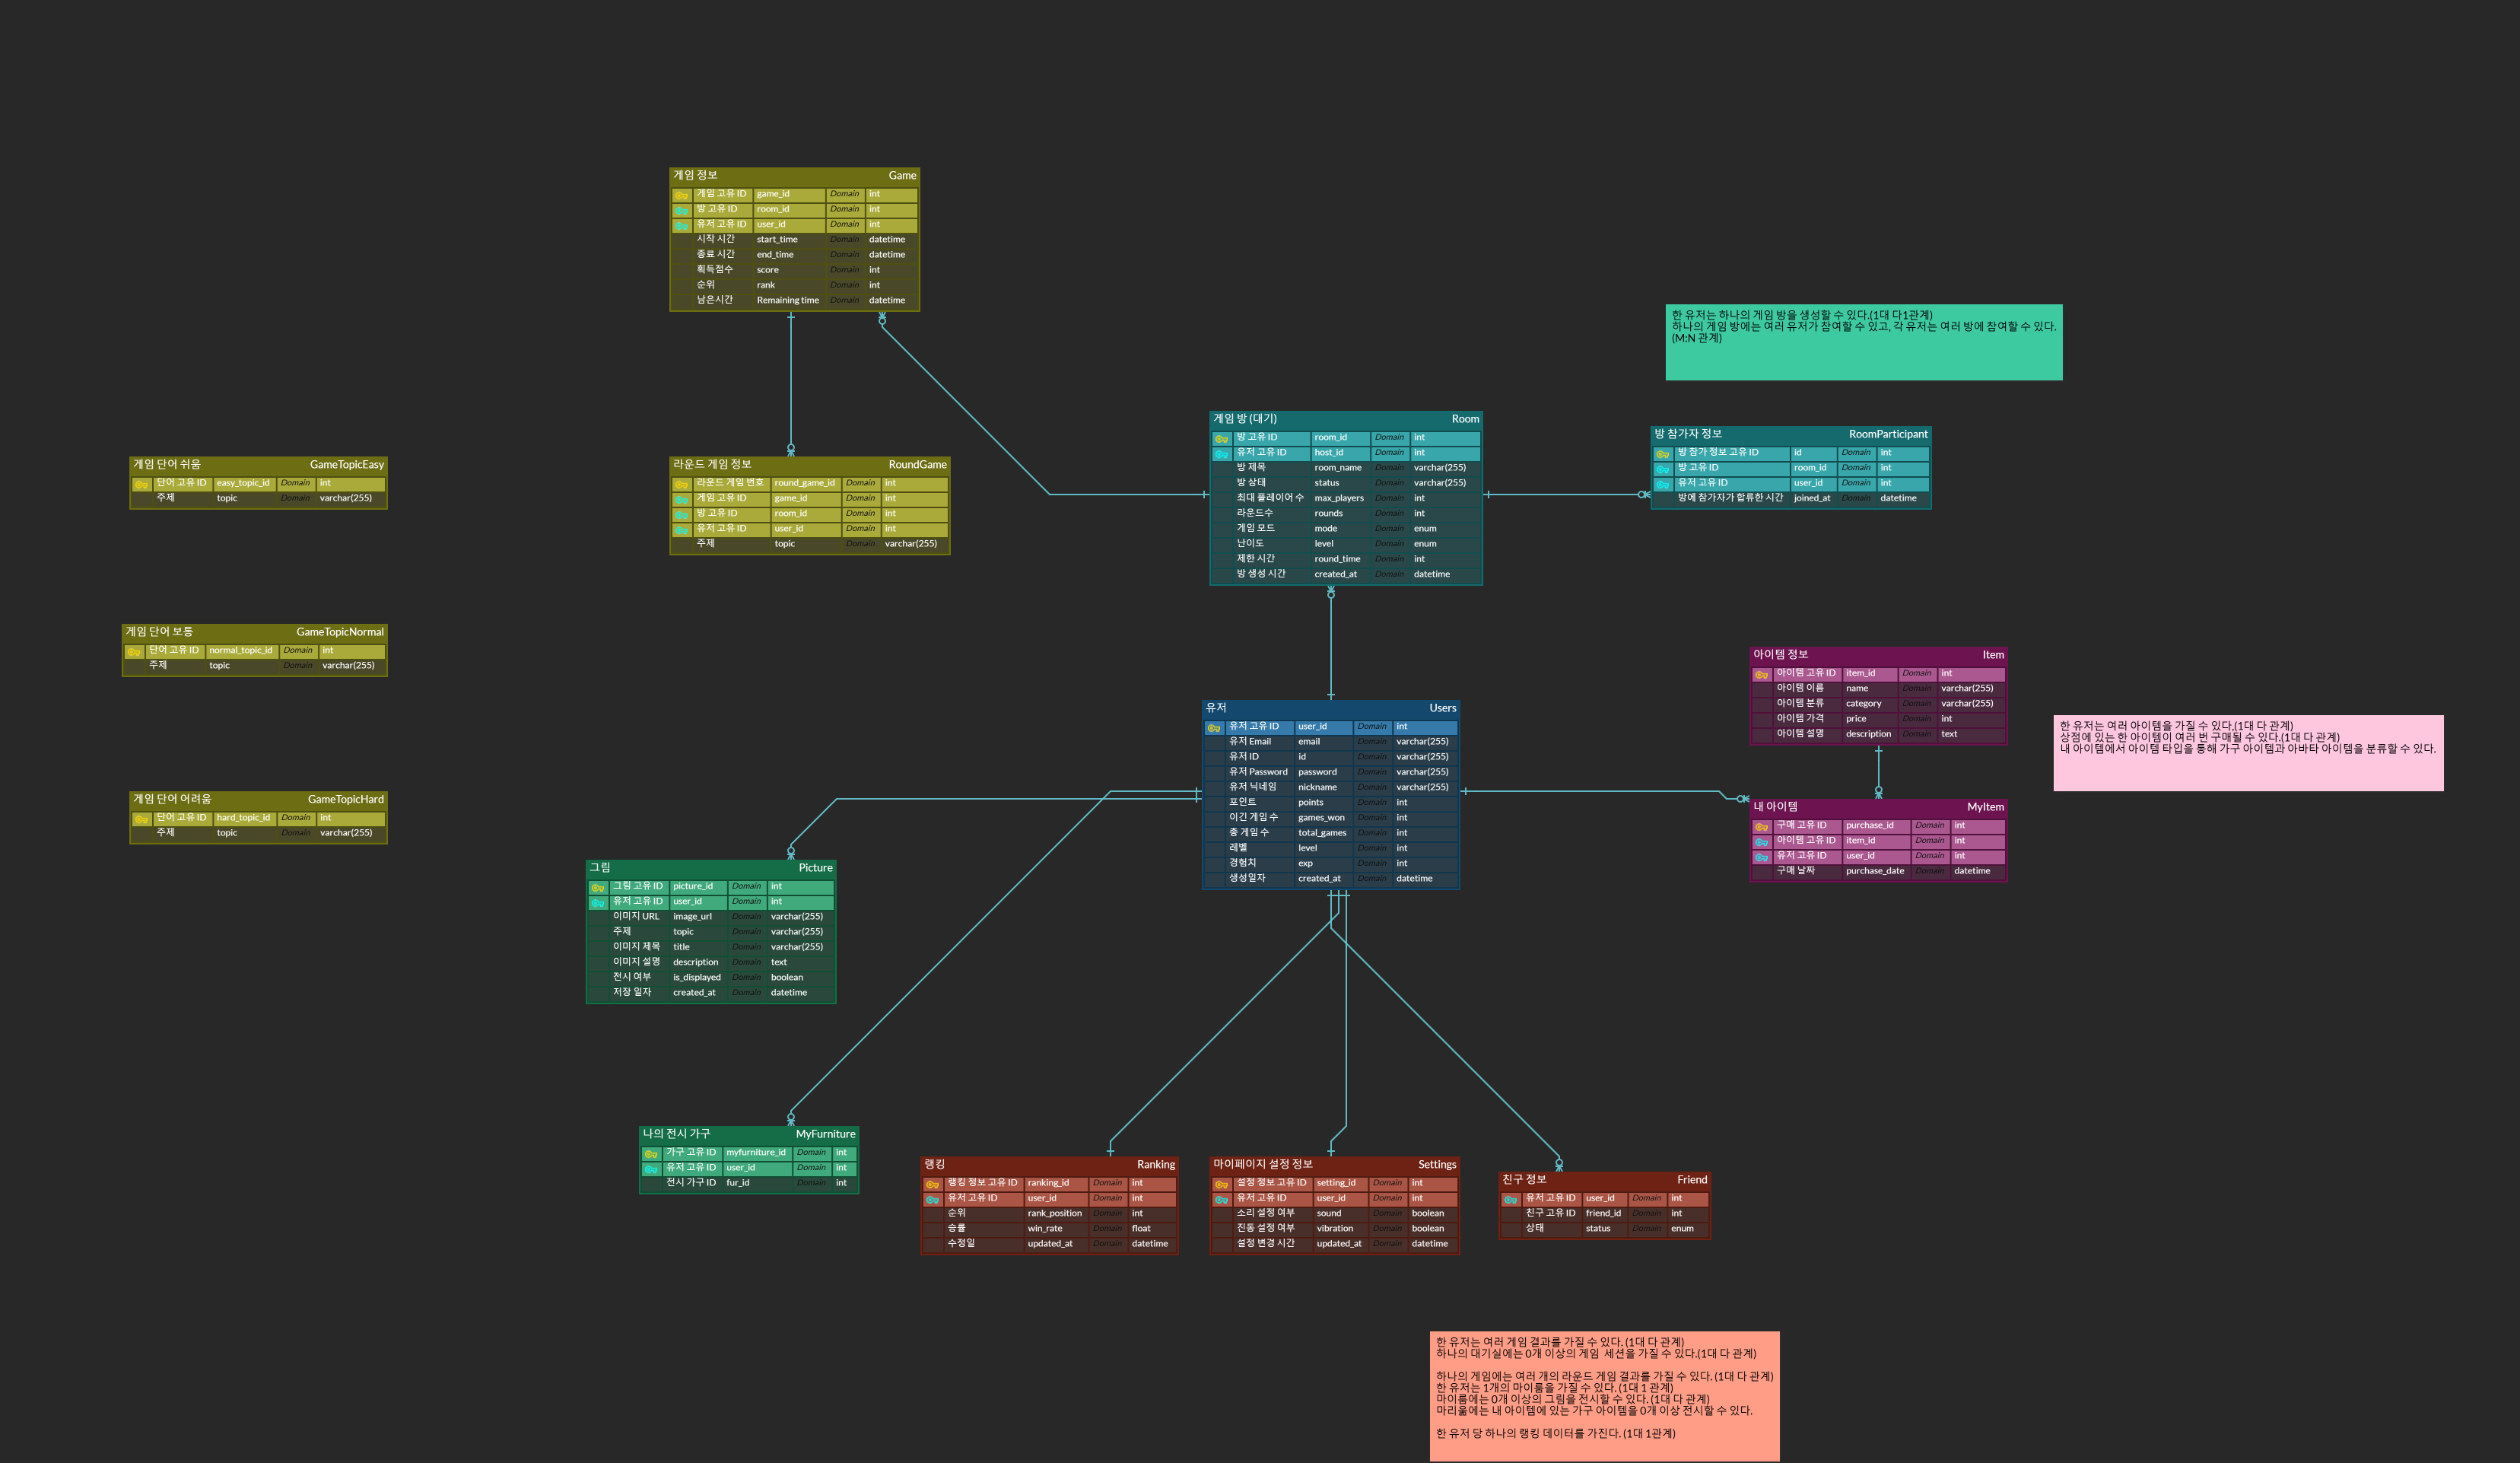 게임 정보 Game
게임 고유 ID game_id Domain int
방 고유 ID room_id Domain int
유저 고유 ID user_id Domain int
시작 시간 start_time Domain datetime
종료 시간 end_time Domain datetime
획득점수 score Domain int
순위 rank Domain int
남은시간 Remaining time Domain datetime
한 유저는 하나의 게임 방을 생성할 수 있다.(1대 다1관계)
하나의 게임 방에는 여러 유저가 참여할 수 있고, 각 유저는 여러 방에 참여할 수 있다.
(M:N 관계)
게임 방 (대기) Room
방 고유 ID room_id Domain int
유저 고유 ID host_id Domain int
방 제목 room_name Domain varchar(255)
방 상태 status Domain varchar(255)
최대 플레이어 수 max_players Domain int
라운드수 rounds Domain int
게임 모드 mode Domain enum
난이도 level Domain enum
제한 시간 round_time Domain int
방 생성 시간 created_at Domain datetime
방 참가자 정보 RoomParticipant
방 참가 정보 고유 ID id Domain int
방 고유 ID room_id Domain int
유저 고유 ID user_id Domain int
방에 참가자가 합류한 시간 joined_at Domain datetime
게임 단어 쉬움 GameTopicEasy
단어 고유 ID easy_topic_id Domain int
주제 topic Domain varchar(255)
라운드 게임 정보 RoundGame
라운드 게임 번호 round_game_id Domain int
게임 고유 ID game_id Domain int
방 고유 ID room_id Domain int
유저 고유 ID user_id Domain int
주제 topic Domain varchar(255)
게임 단어 보통 GameTopicNormal
단어 고유 ID normal_topic_id Domain int
주제 topic Domain varchar(255)
아이템 정보 Item
아이템 고유 ID item_id Domain int
아이템 이름 name Domain varchar(255)
아이템 분류 category Domain varchar(255)
아이템 가격 price Domain int
아이템 설명 description Domain text
유저 Users
유저 고유 ID user_id Domain int
유저 Email email Domain varchar(255)
유저 ID id Domain varchar(255)
유저 Password password Domain varchar(255)
유저 닉네임 nickname Domain varchar(255)
포인트 points Domain int
이긴 게임 수 games_won Domain int
총 게임 수 total_games Domain int
레벨 level Domain int
경험치 exp Domain int
생성일자 created_at Domain datetime
한 유저는 여러 아이템을 가질 수 있다.(1대 다 관계)
상점에 있는 한 아이템이 여러 번 구매될 수 있다.(1대 다 관계)
내 아이템에서 아이템 타입을 통해 가구 아이템과 아바타 아이템을 분류할 수 있다.
게임 단어 어려움 GameTopicHard
단어 고유 ID hard_topic_id Domain int
주제 topic Domain varchar(255)
내 아이템 MyItem
구매 고유 ID purchase_id Domain int
아이템 고유 ID item_id Domain int
유저 고유 ID user_id Domain int
구매 날짜 purchase_date Domain datetime
그림 Picture
그림 고유 ID picture_id Domain int
유저 고유 ID user_id Domain int
이미지 URL image_url Domain varchar(255)
주제 topic Domain varchar(255)
이미지 제목 title Domain varchar(255)
이미지 설명 description Domain text
전시 여부 is_displayed Domain boolean
저장 일자 created_at Domain datetime
나의 전시 가구 MyFurniture
가구 고유 ID myfurniture_id Domain int
유저 고유 ID user_id Domain int
전시 가구 ID fur_id Domain int
랭킹 Ranking
랭킹 정보 고유 ID ranking_id Domain int
유저 고유 ID user_id Domain int
순위 rank_position Domain int
승률 win_rate Domain float
수정일 updated_at Domain datetime
마이페이지 설정 정보 Settings
설정 정보 고유 ID setting_id Domain int
유저 고유 ID user_id Domain int
소리 설정 여부 sound Domain boolean
진동 설정 여부 vibration Domain boolean
설정 변경 시간 updated_at Domain datetime
친구 정보 Friend
유저 고유 ID user_id Domain int
친구 고유 ID friend_id Domain int
상태 status Domain enum
한 유저는 여러 게임 결과를 가질 수 있다. (1대 다 관계)
하나의 대기실에는 0개 이상의 게임 세션을 가질 수 있다.(1대 다 관계)
하나의 게임에는 여러 개의 라운드 게임 결과를 가질 수 있다. (1대 다 관계)
한 유저는 1개의 마이룸을 가질 수 있다. (1대 1 관계)
마이룸에는 0개 이상의 그림을 전시할 수 있다. (1대 다 관계)
마리옮에는 내 아이템에 있는 가구 아이템을 0개 이상 전시할 수 있다.
한 유저 당 하나의 랭킹 데이터를 가진다. (1대 1관계)